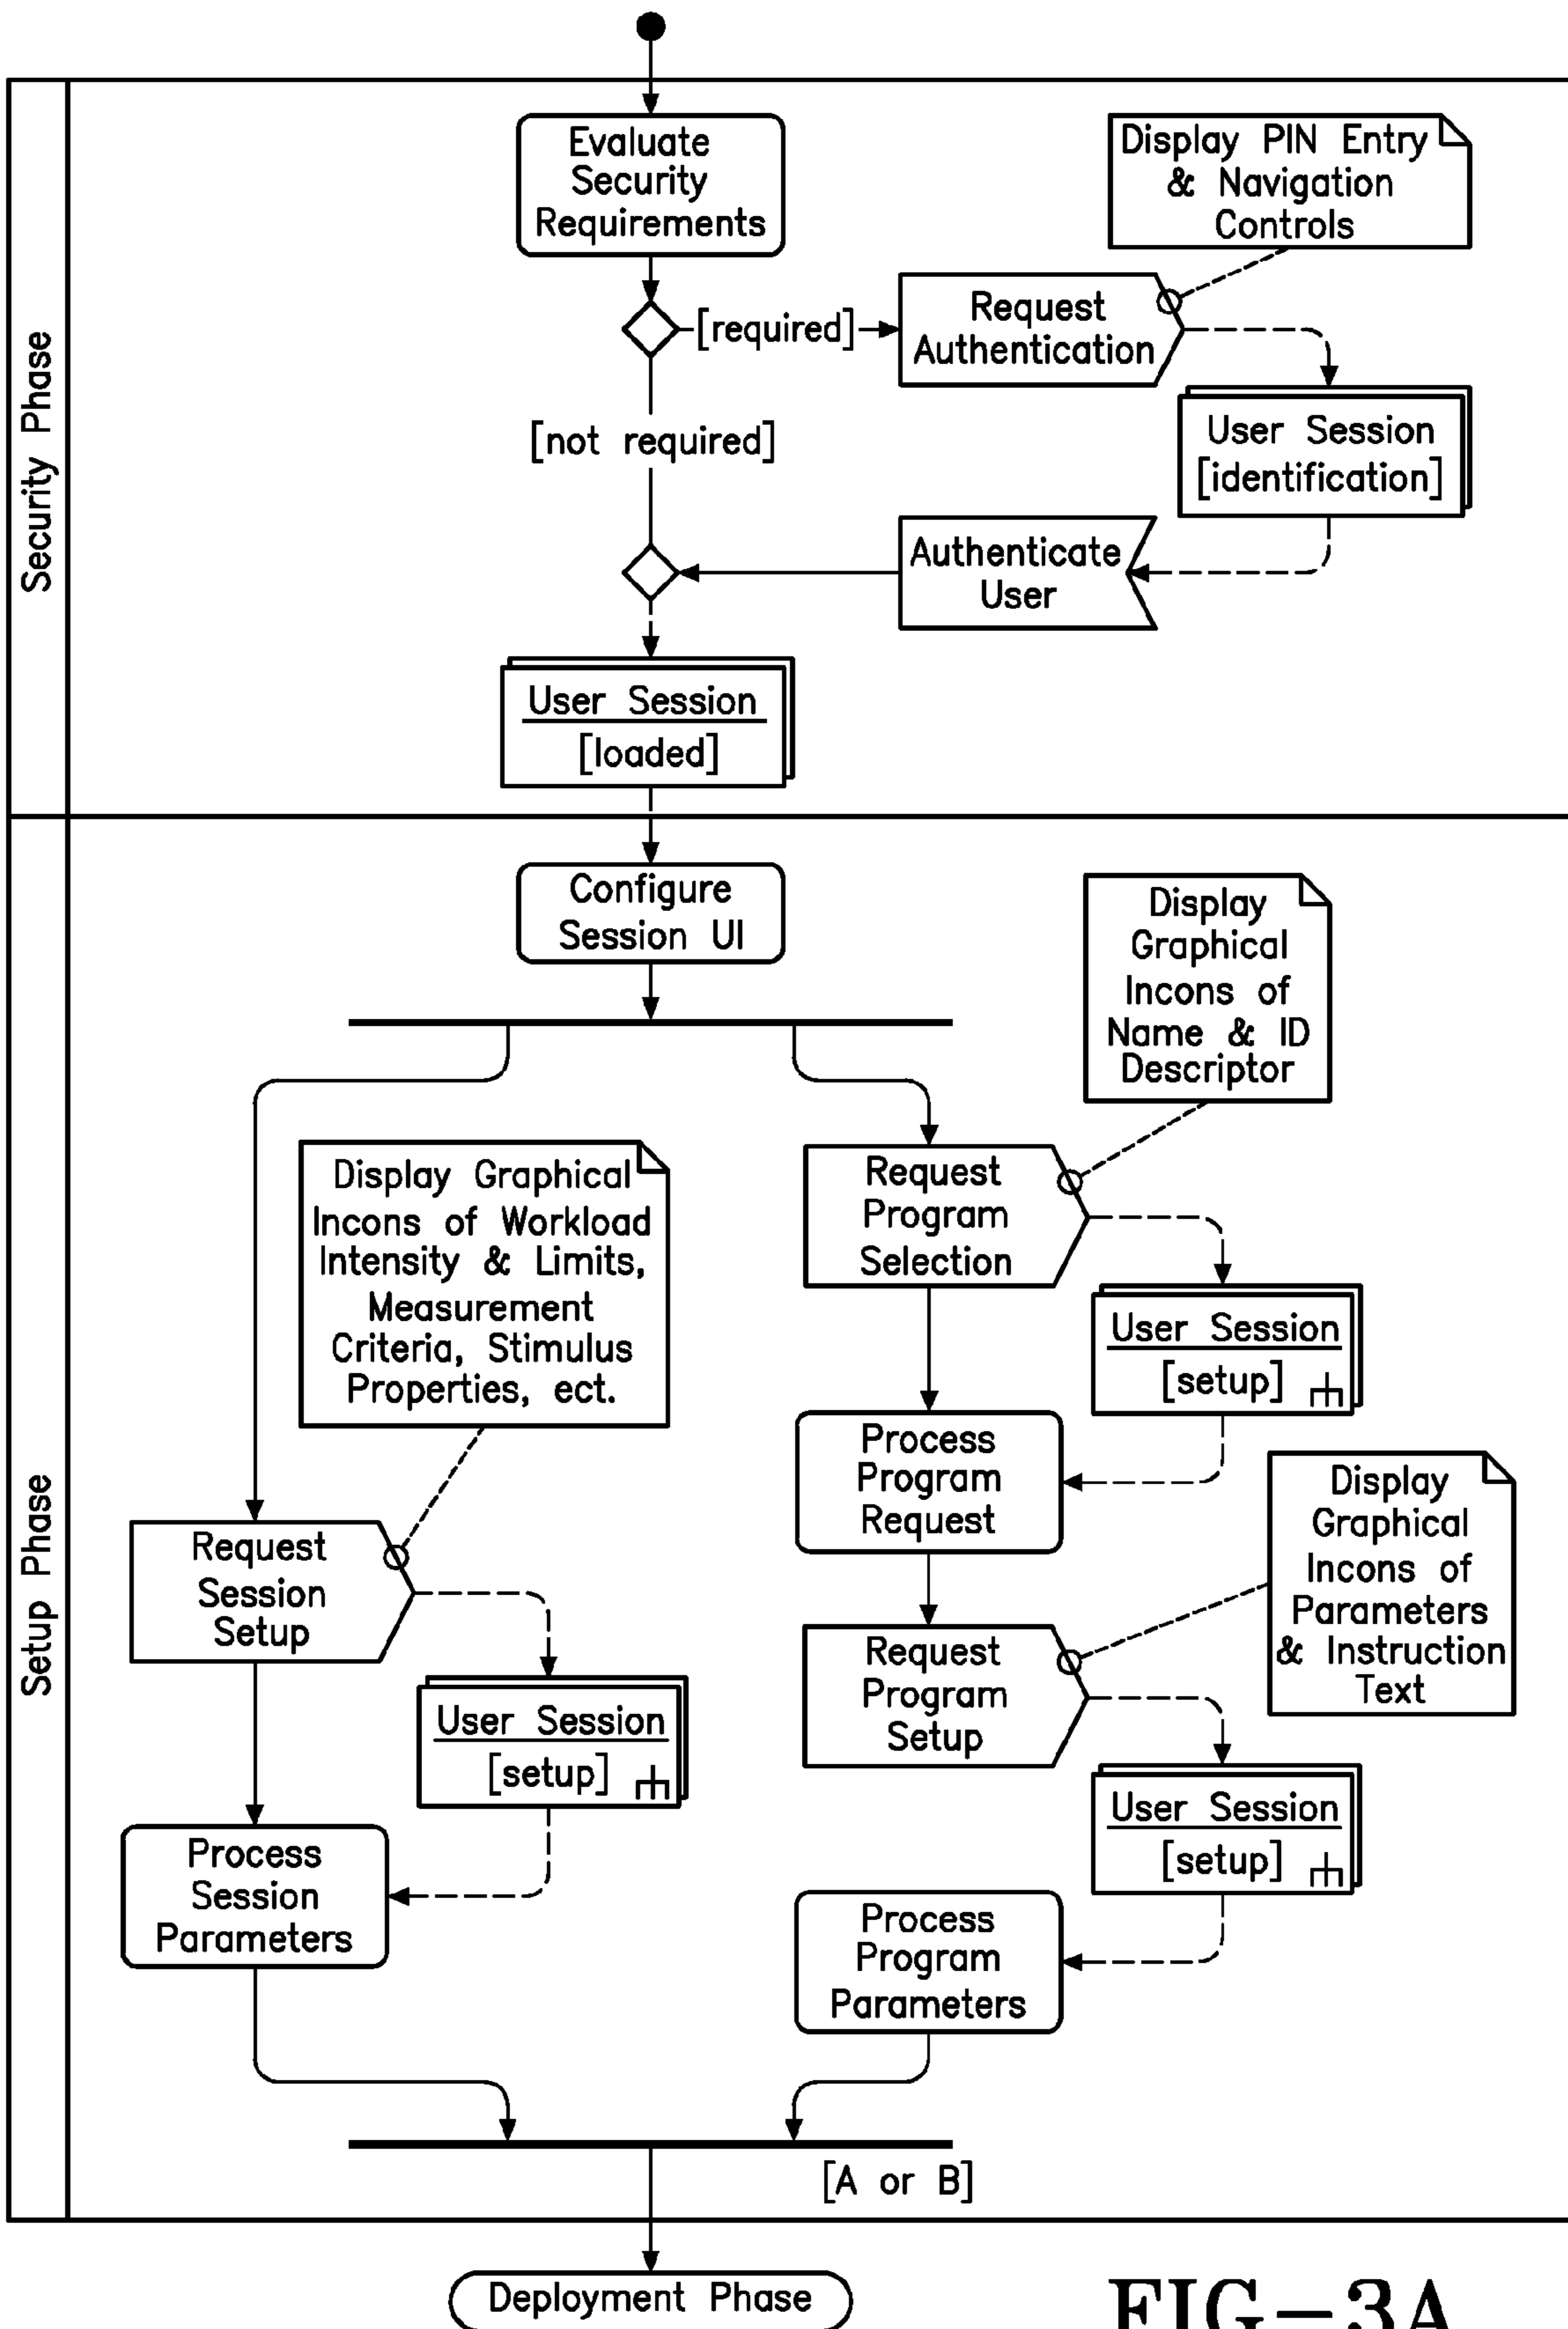 Security Phase
Evaluate
Security
Requirements
Display PIN Entry
& Navigation
Controls
[required]
Request
Authentication
[not required]
User Session
[identification]
Authenticate
User
User Session
[loaded]
Setup Phase
Configure
Session UI
Display
Graphical
Incons of
Name & ID
Descriptor
Display Graphical
Incons of Workload
Intensity & Limits,
Measurement
Criteria, Stimulus
Properties, ect.
Request
Program
Selection
User Session
[setup]
Process
Program
Request
Display
Graphical
Incons of
Parameters
& Instruction
Text
Request
Session
Setup
Request
Program
Setup
User Session
[setup]
User Session
[setup]
Process
Session
Parameters
Process
Program
Parameters
[A or B]
Deployment Phase
FIG-3A